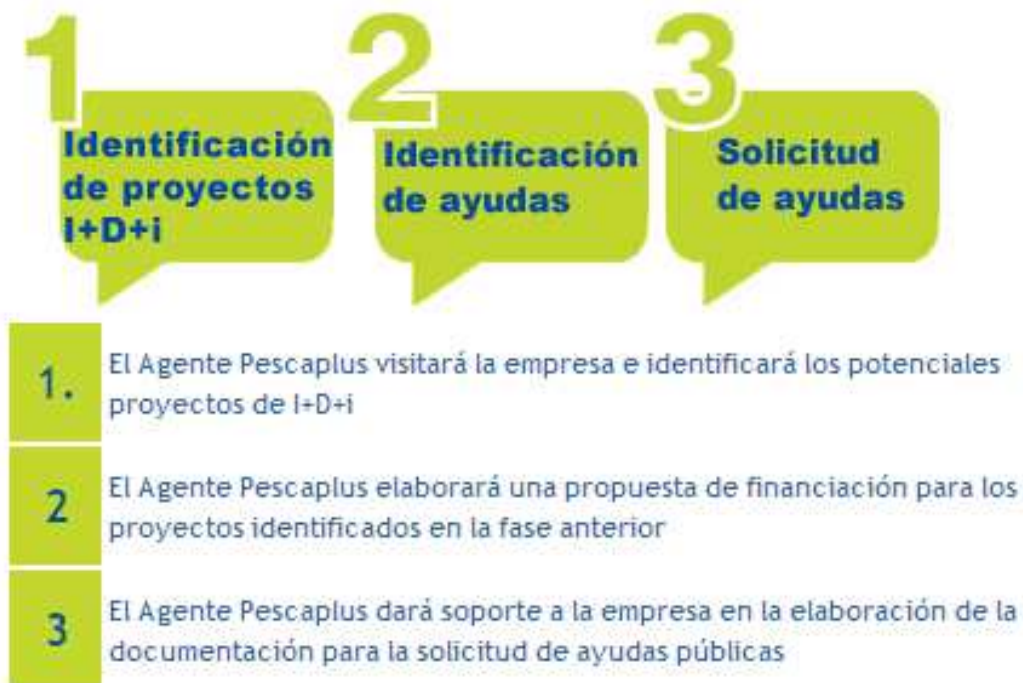 1
Identificación
de proyectos
I+D+i
2
Identificación
de ayudas
3
Solicitud
de ayudas
1.
El Agente Pescaplus visitará la empresa e identificará los potenciales
proyectos de I+D+i
2
El Agente Pescaplus elaborará una propuesta de financiación para los
proyectos identificados en la fase anterior
3
El Agente Pescaplus dará soporte a la empresa en la elaboración de la
documentación para la solicitud de ayudas públicas